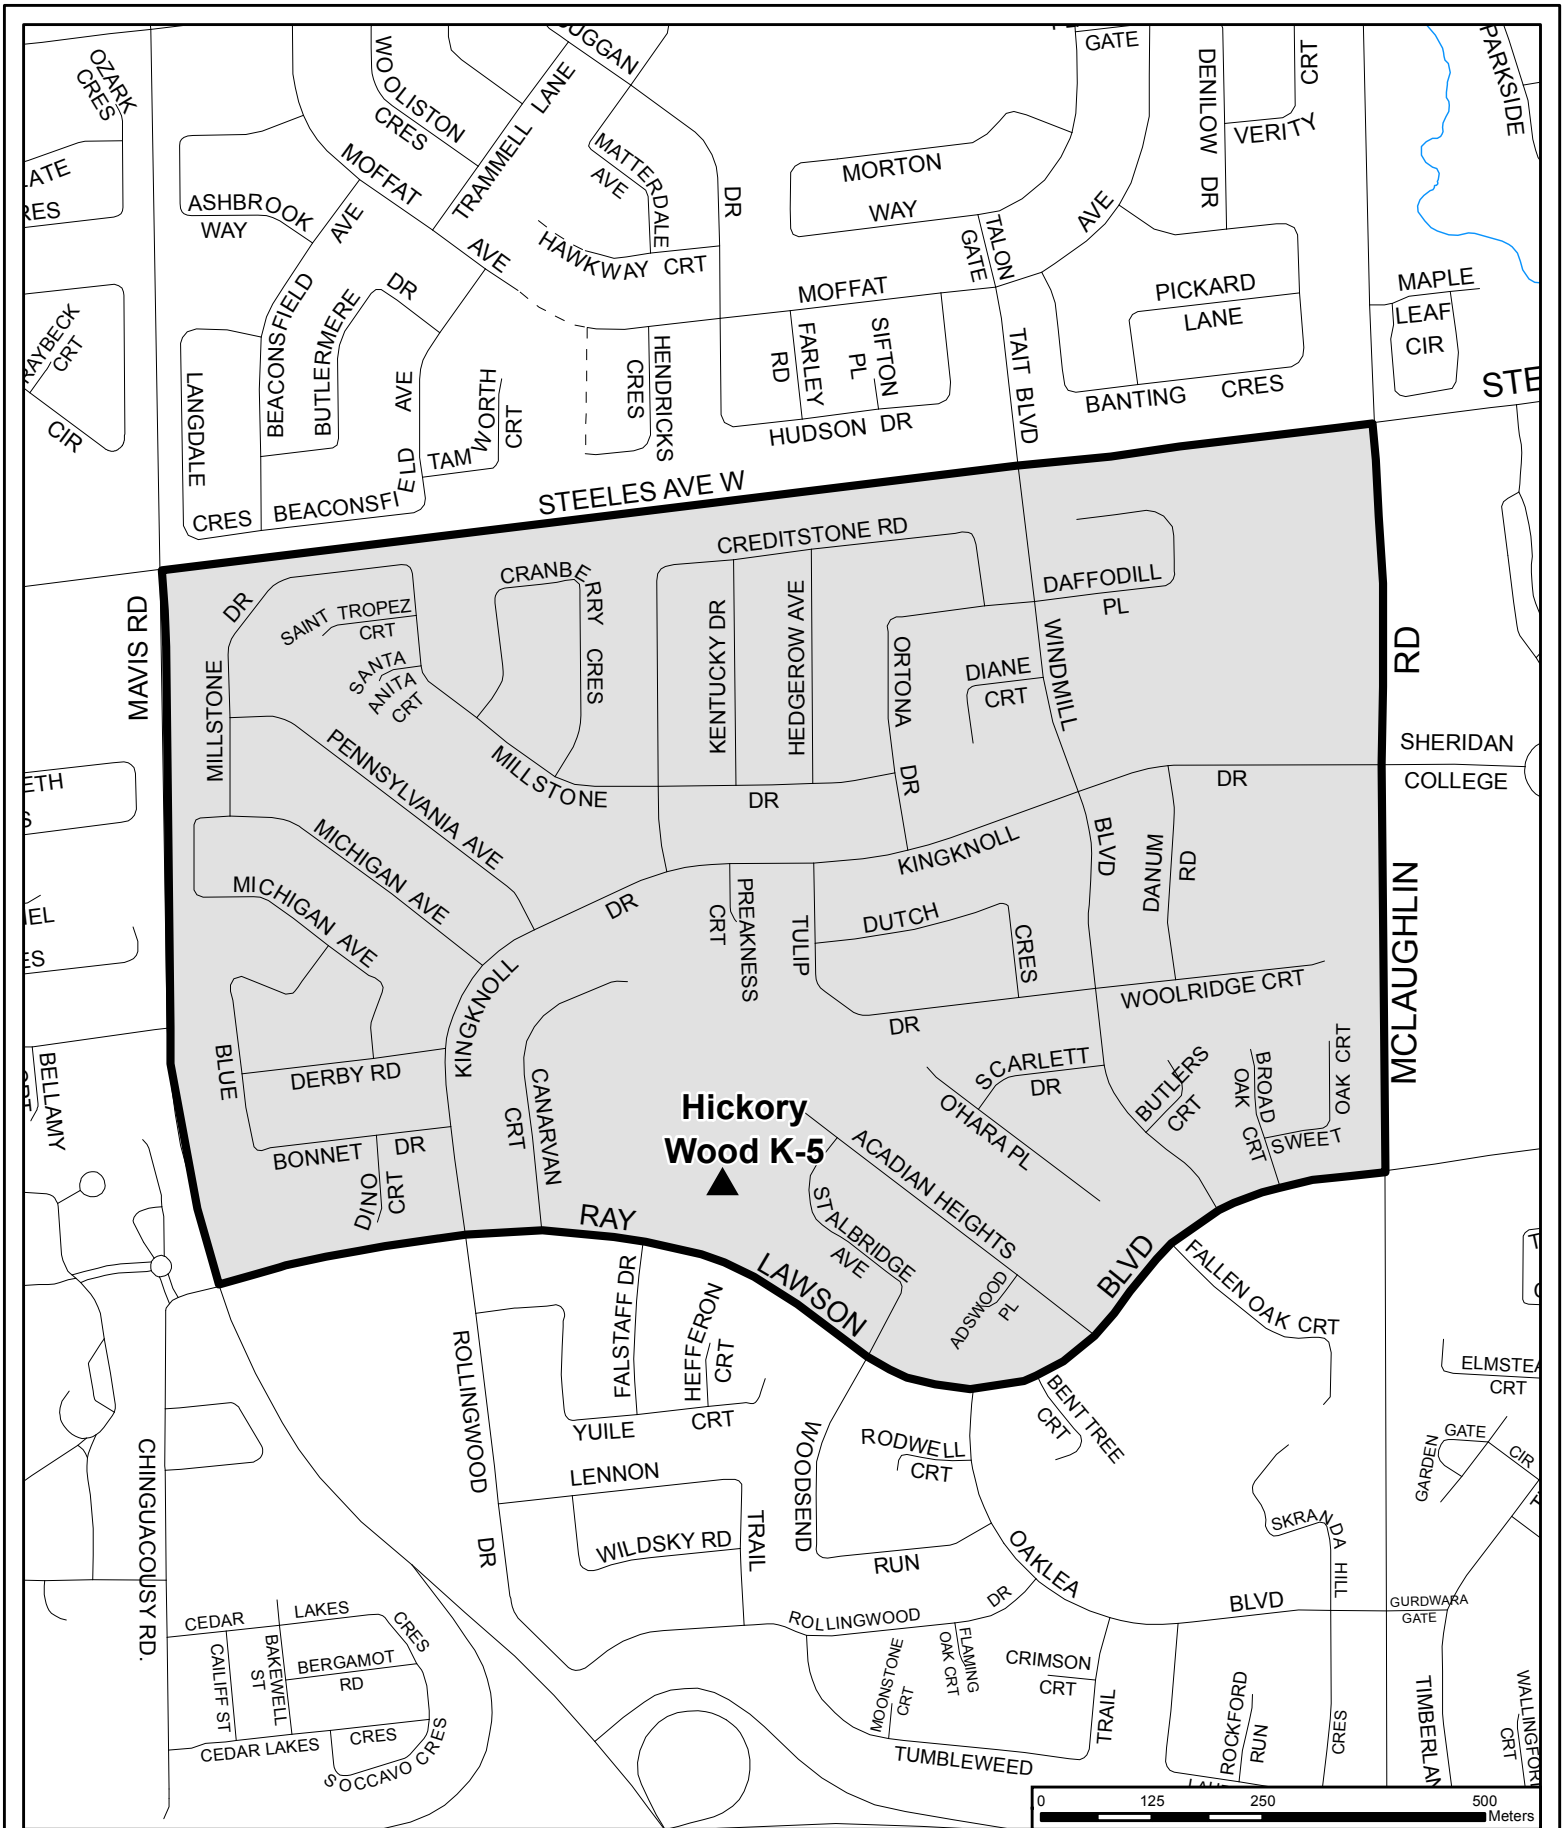 OZARK
CRES
WOOLISTON
CRES
TRAMMELL LANE
MATTERDALE
AVE
MOFFAT
AVE
ASHBROOK
WAY
HAWKWAY CRT
DR
MORTON
WAY
TALON
GATE
AVE
GATE
DENILOW DR
CRT
VERITY
PARKSIDE
MOFFAT
PICKARD
LANE
MAPLE
LEAF
CIR
BANTING CRES
TAIT BLVD
FARLEY
RD
SIFTON
PL
HUDSON DR
HENDRICKS
CRES
BEACONSFIELD
AVE
BUTLERMERE
DR
LANGDALE
CRES
BEACONSFIELD AVE
TAMWORTH
CRT
CIR
CRT
STEELES AVE W
MAVIS RD
MILLSTONE
DR
SAINT TROPEZ
CRT
SANTA
ANITA
CRT
CRANBERRY CRES
CREDITSTONE RD
KENTUCKY DR
HEDGEROW AVE
ORTONA
DR
DAFFODILL
PL
DIANE
CRT
WINDMILL
BLVD
RD
MCLAUGHLIN
SHERIDAN
COLLEGE
PENNSYLVANIA AVE
MILLSTONE
DR
MICHIGAN AVE
MICHIGAN AVE
KINGKNOLL
DR
KINGKNOLL
DR
PREAKNESS
CRT
TULIP
DR
DUTCH
CRES
DANUM
RD
WOOLRIDGE CRT
BLUE
BONNET
DR
DERBY RD
DINO
CRT
CANARVAN
CRT
Hickory
Wood K-5
SCARLETT
DR
O'HARA PL
BUTLERS
CRT
BROAD
OAK
CRT
SWEET
OAK CRT
ACADIAN HEIGHTS
STALBRIDGE
AVE
ADSWOOD
PL
RAY
LAWSON
BLVD
BELLAMY
FALLEN OAK CRT
FALSTAFF DR
HEFFERON
CRT
YUILE
CRT
ROLLINGWOOD
DR
LENNON
TRAIL
WILDSKY RD
WOODSEND
RUN
RODWELL
CRT
BENT TREE
CRT
OAKLEA
BLVD
ROLLINGWOOD
DR
CRT
GARDEN
GATE
CIR
SKRANDA HILL
CRES
GURDWARA
GATE
CHINGUACOUSY RD.
CEDAR LAKES
CRES
CAILIFF ST
BAKEWELL
ST
BERGAMOT
RD
CEDAR LAKES
CRES
SOCCAVO CRES
MOONSTONE
CRT
FLAMING
OAK CRT
CRIMSON
CRT
TUMBLEWEED
TRAIL
ROCKFORD
RUN
CRT
0 125 250 500
Meters